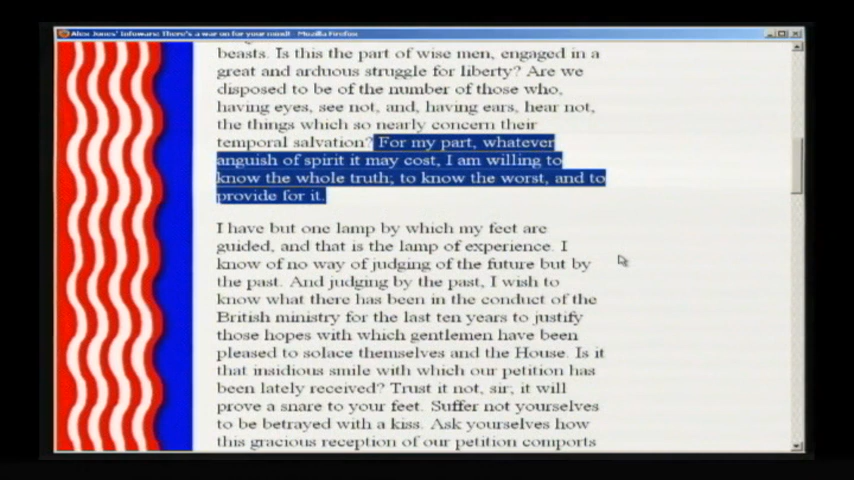 Alex Jones' Infowars: There's a war on for your mind! - Mozilla Firefox
beasts. Is this the part of wise men, engaged in a
great and arduous struggle for liberty? Are we
disposed to be of the number of those who,
having eyes, see not, and, having ears, hear not,
the things which so nearly concern their
temporal salvation? For my part, whatever
anguish of spirit it may cost, I am willing to
know the whole truth; to know the worst, and to
provide for it.
I have but one lamp by which my feet are
guided, and that is the lamp of experience. I
know of no way of judging of the future but by
the past. And judging by the past, I wish to
know what there has been in the conduct of the
British ministry for the last ten years to justify
those hopes with which gentlemen have been
pleased to solace themselves and the House. Is it
that insidious smile with which our petition has
been lately received? Trust it not, sir; it will
prove a snare to your feet. Suffer not yourselves
to be betrayed with a kiss. Ask yourselves how
this gracious reception of our petition comports